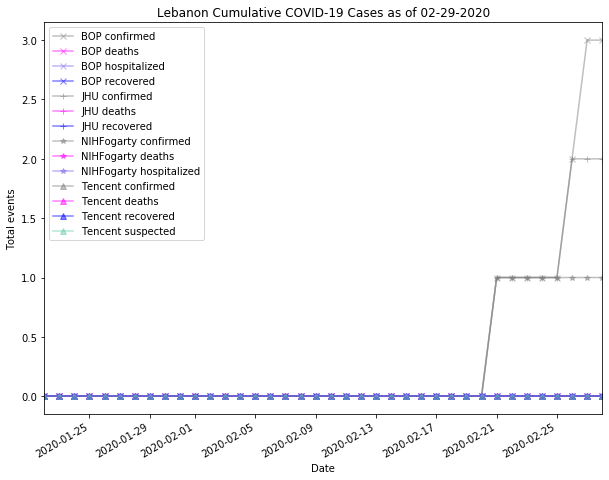 Lebanon Cumulative COVID-19 Cases as of 02-29-2020
BOP confirmed
BOP deaths
BOP hospitalized
BOP recovered
JHU confirmed
JHU deaths
JHU recovered
NIHFogarty confirmed
NIHFogarty deaths
NIHFogarty hospitalized
Tencent confirmed
Tencent deaths
Tencent recovered
Tencent suspected
Total events
3.0
2.5
2.0
1.5
1.0
0.5
0.0
2020-01-25
2020-01-29
2020-02-01
2020-02-05
2020-02-09
2020-02-13
2020-02-17
2020-02-21
2020-02-25
Date